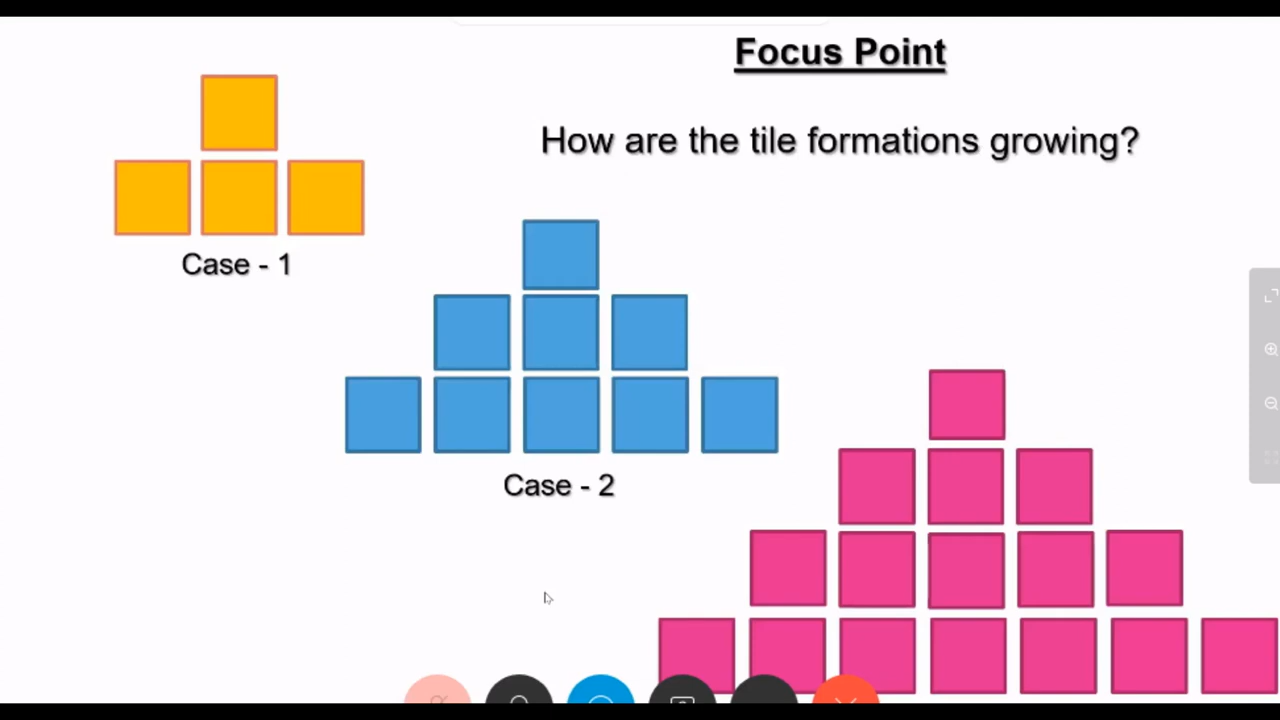 Focus Point
How are the tile formations growing?
Case - 1
Case - 2